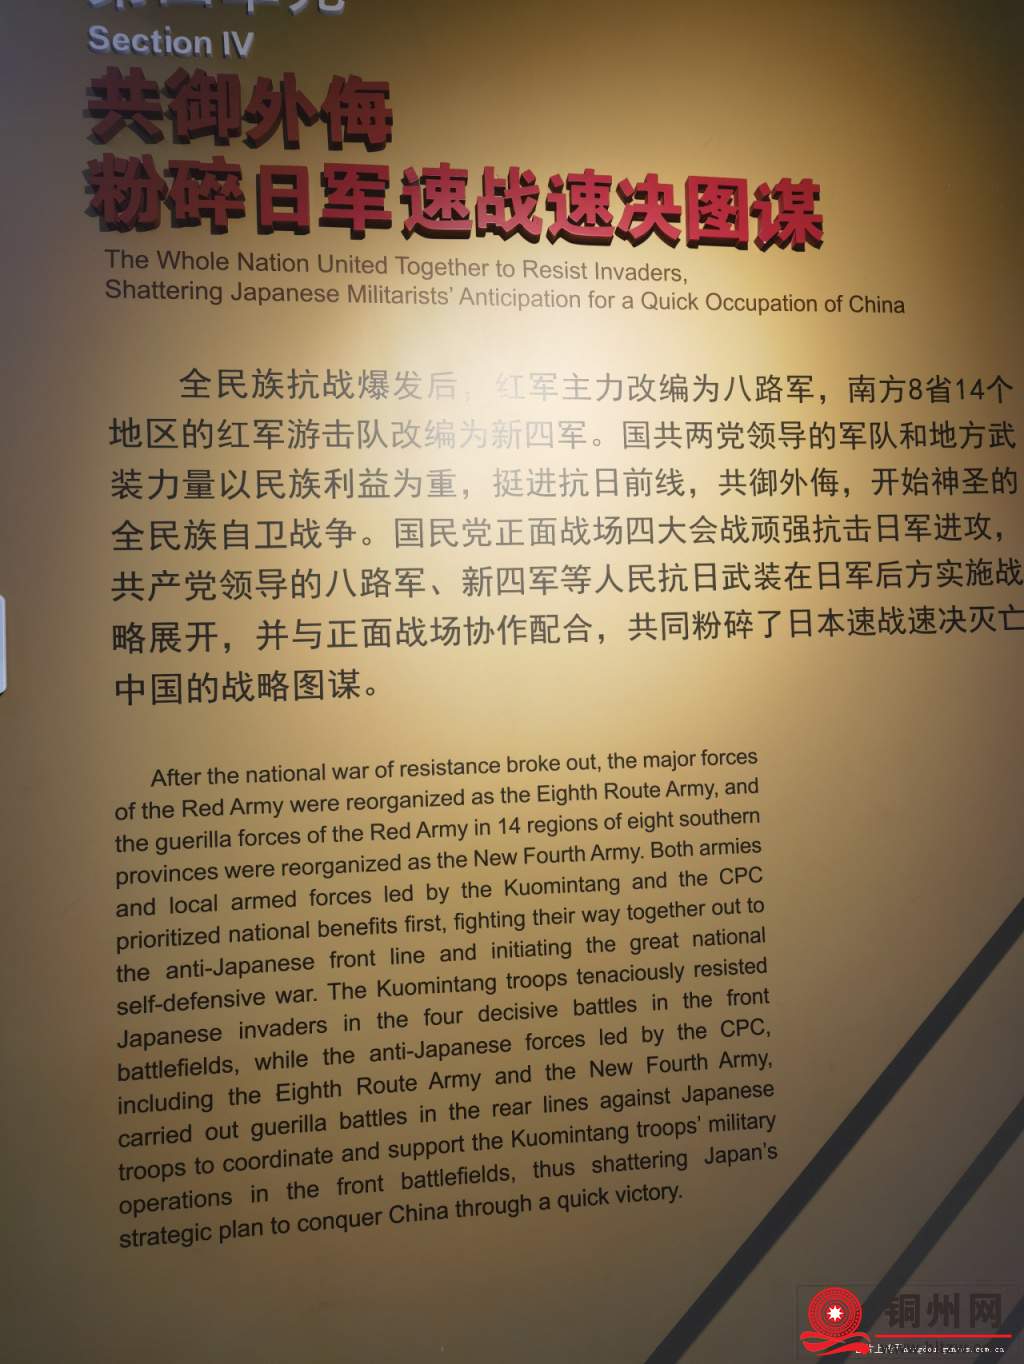 第四单元
Section IV
共御外侮
粉碎日军速战速决图谋
The Whole Nation United Together to Resist Invaders,
Shattering Japanese Militarists’ Anticipation for a Quick Occupation of China
全民族抗战爆发后，红军主力改编为八路军，南方8省14个
地区的红军游击队改编为新四军。国共两党领导的军队和地方武
装力量以民族利益为重，挺进抗日前线，共御外侮，开始神圣的
全民族自卫战争。国民党正面战场四大会战顽强抗击日军进攻，
共产党领导的八路军、新四军等人民抗日武装在日军后方实施战
略展开，并与正面战场协作配合，共同粉碎了日本速战速决灭亡
中国的战略图谋。
After the national war of resistance broke out, the major forces
of the Red Army were reorganized as the Eighth Route Army, and
the guerilla forces of the Red Army in 14 regions of eight southern
provinces were reorganized as the New Fourth Army. Both armies
and local armed forces led by the Kuomintang and the CPC
prioritized national benefits first, fighting their way together out to
the anti-Japanese front line and initiating the great national
self-defensive war. The Kuomintang troops tenaciously resisted
Japanese invaders in the four decisive battles in the front
battlefields, while the anti-Japanese forces led by the CPC,
including the Eighth Route Army and the New Fourth Army,
carried out guerilla battles in the rear lines against Japanese
troops to coordinate and support the Kuomintang troops’ military
operations in the front battlefields, thus shattering Japan’s
strategic plan to conquer China through a quick victory.
铜州网